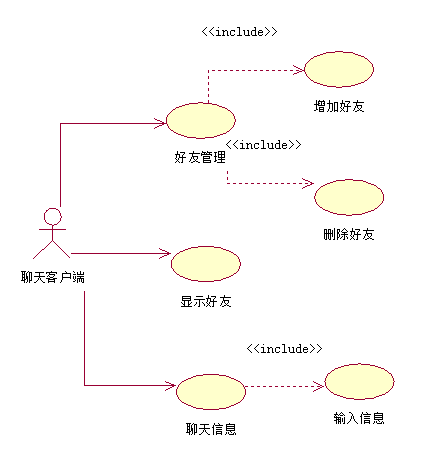 <<include>>
增加好友
好友管理
<<include>>
删除好友
聊天客户端
显示好友
<<include>>
聊天信息
输入信息